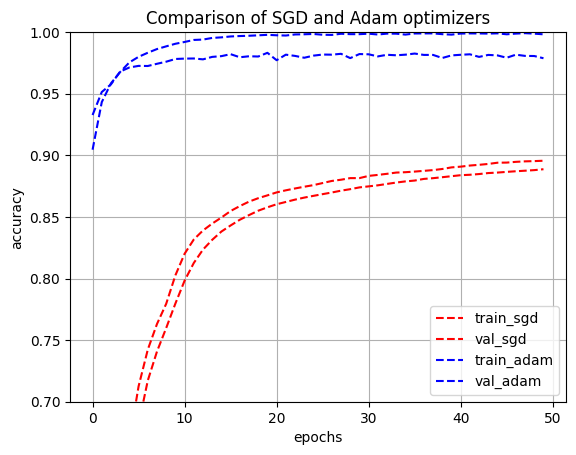 Comparison of SGD and Adam optimizers
1.00
0.95
0.90
0.85
0.80
0.75
0.70
accuracy
0
10
20
30
40
50
epochs
train_sgd
val_sgd
train_adam
val_adam